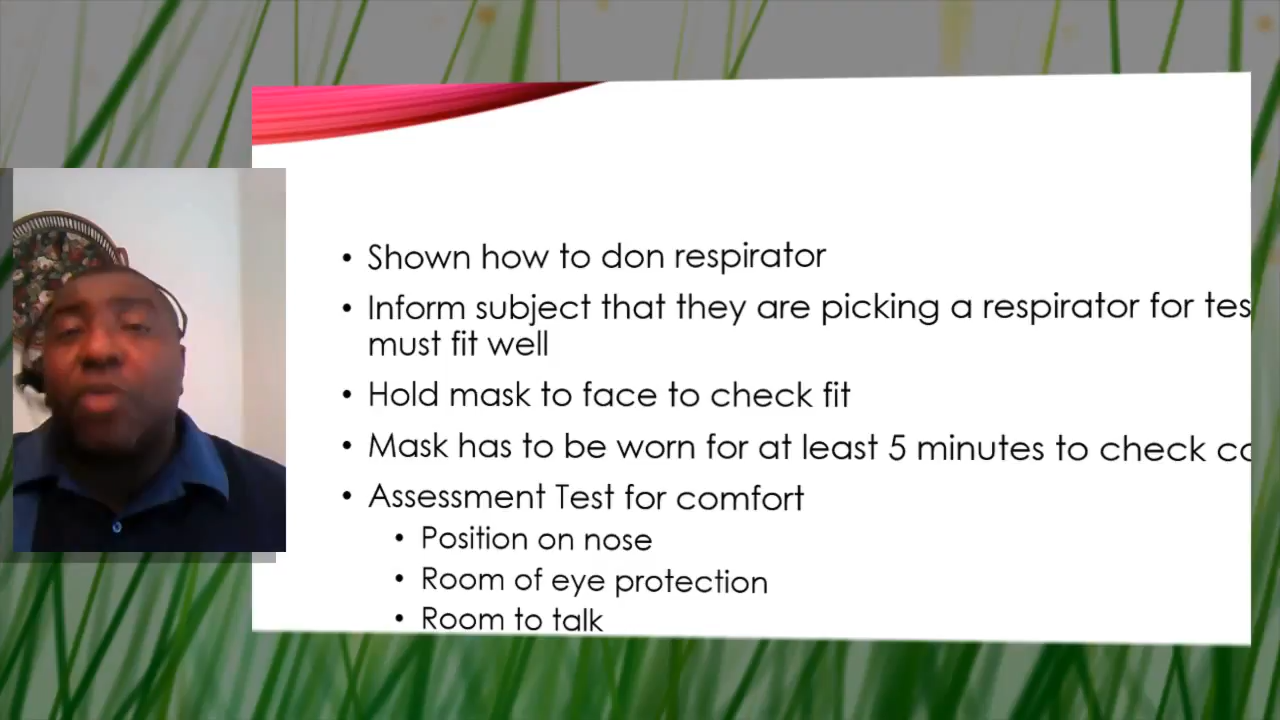 • Shown how to don respirator
• Inform subject that they are picking a respirator for
must fit well
• Hold mask to face to check fit
• Mask has to be worn for at least 5 minutes to check
• Assessment Test for comfort
• Position on nose
• Room of eye protection
• Room to talk